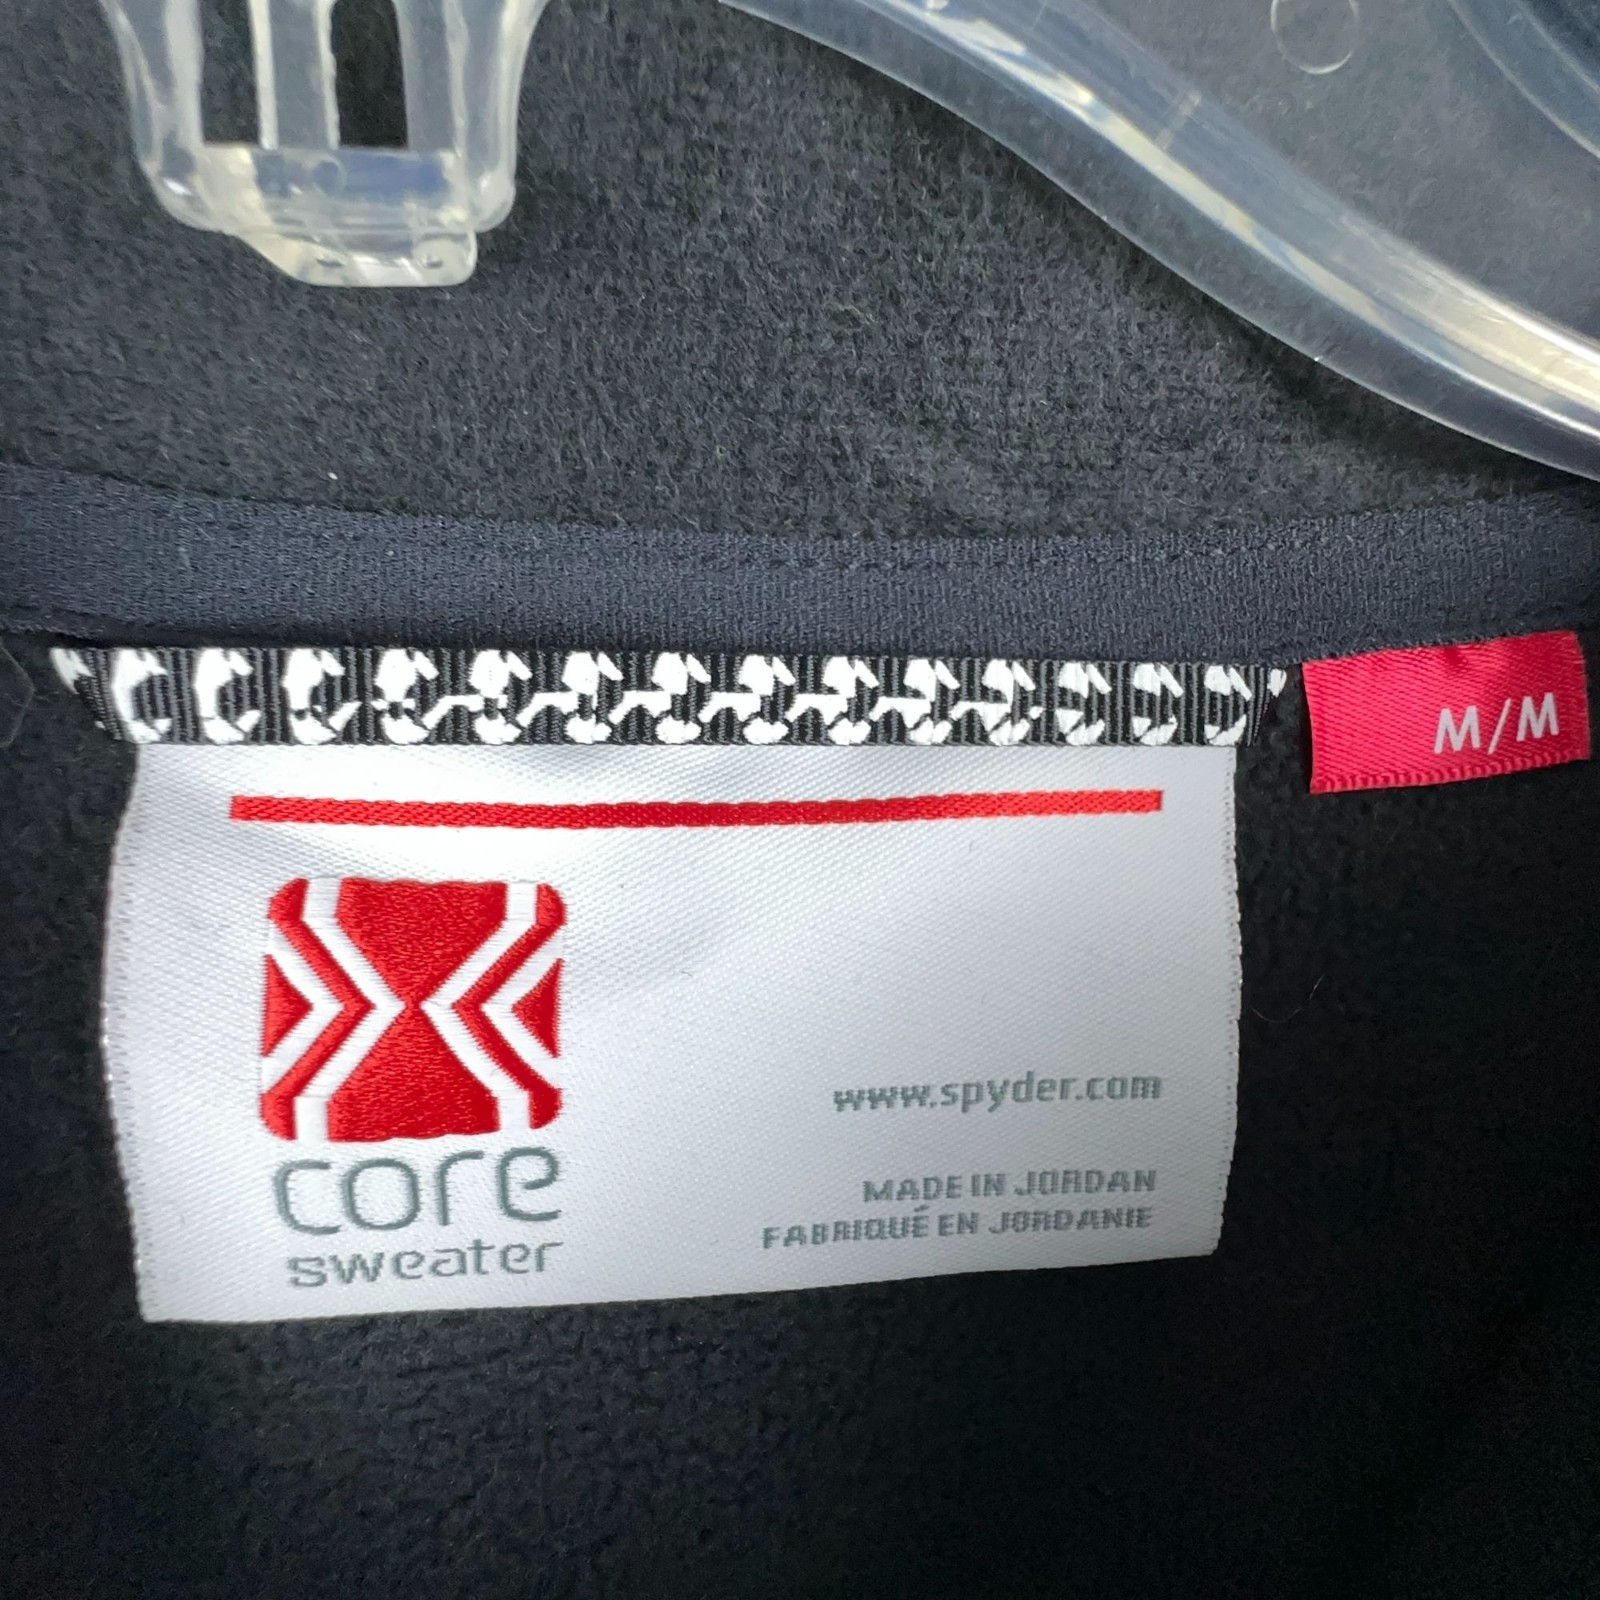 M/M
core
sweater
www.spyder.com
MADE IN JORDAN
FABRIQUÉ EN JORDANIE